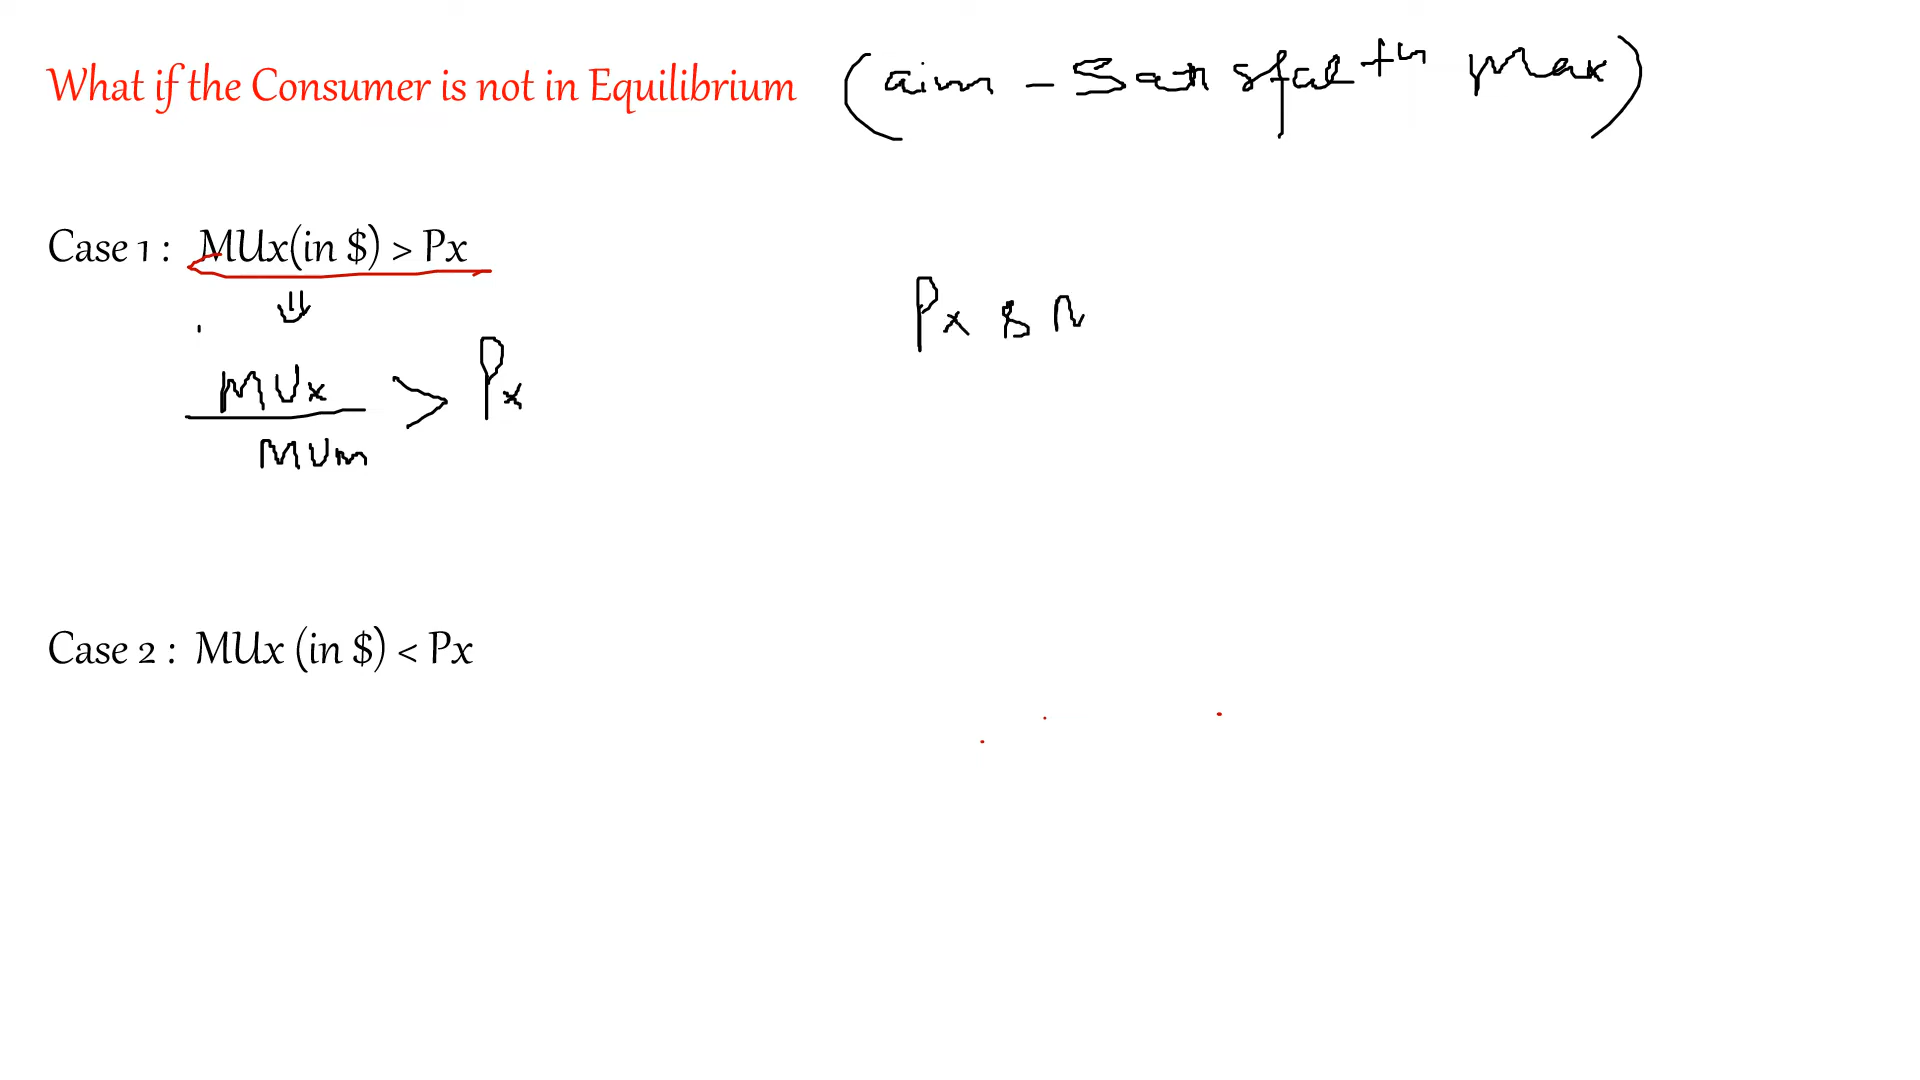 What if the Consumer is not in Equilibrium (aim - Satisfactn Max)
Case 1 : MUx(in $) > Px
⇓
Px & M
MUx / MUm > Px
Case 2 : MUx (in $) < Px